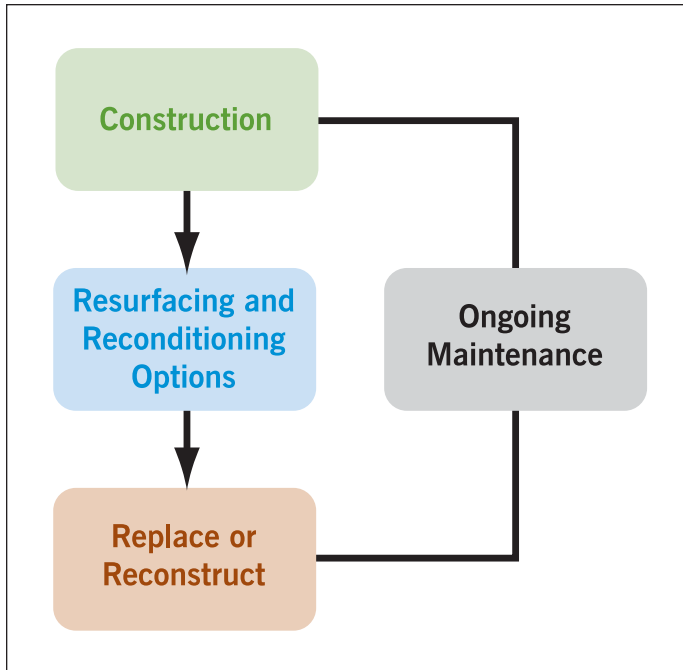 Construction
Resurfacing and
Reconditioning
Options
Ongoing
Maintenance
Replace or
Reconstruct